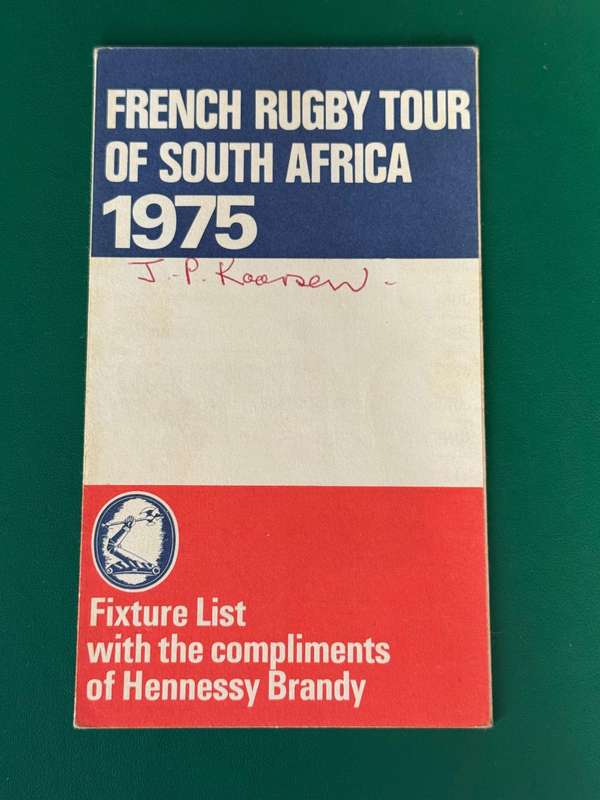 FRENCH RUGBY TOUR
OF SOUTH AFRICA
1975
J.-P. Koorsen -
Fixture List
with the compliments
of Hennessy Brandy